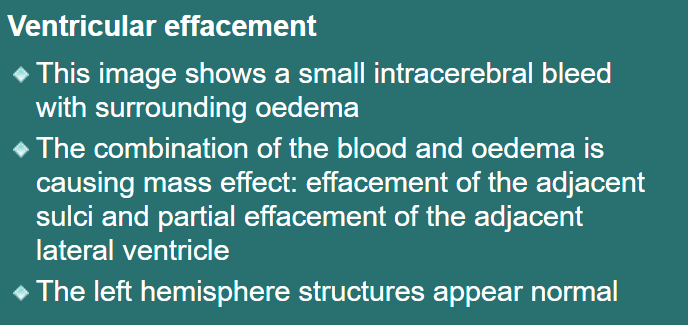 Ventricular effacement
This image shows a small intracerebral bleed
with surrounding oedema
The combination of the blood and oedema is
causing mass effect: effacement of the adjacent
sulci and partial effacement of the adjacent
lateral ventricle
The left hemisphere structures appear normal